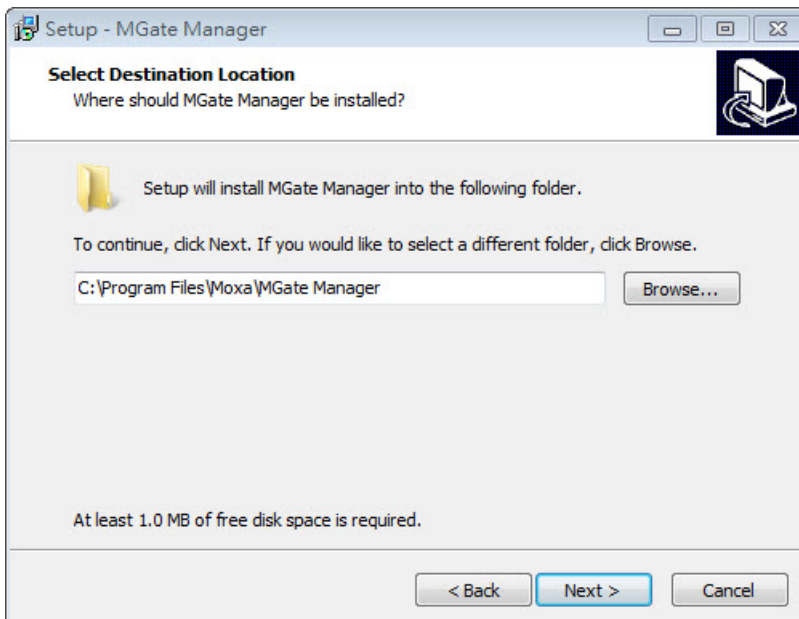 Setup - MGate Manager
Select Destination Location
Where should MGate Manager be installed?
Setup will install MGate Manager into the following folder.
To continue, click Next. If you would like to select a different folder, click Browse.
C:\Program Files\Moxa\MGate Manager
Browse...
At least 1.0 MB of free disk space is required.
< Back
Next >
Cancel